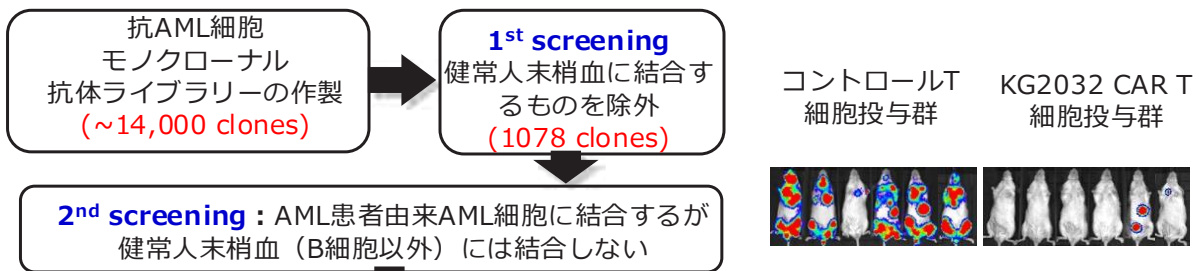 抗AML細胞
モノクローナル
抗体ライブラリーの作製
(~14,000 clones)
1st screening
健常人末梢血に結合す
るものを除外
(1078 clones)
2nd screening：AML患者由来AML細胞に結合するが
健常人末梢血（B細胞以外）には結合しない
コントロールT
細胞投与群
KG2032 CAR T
細胞投与群